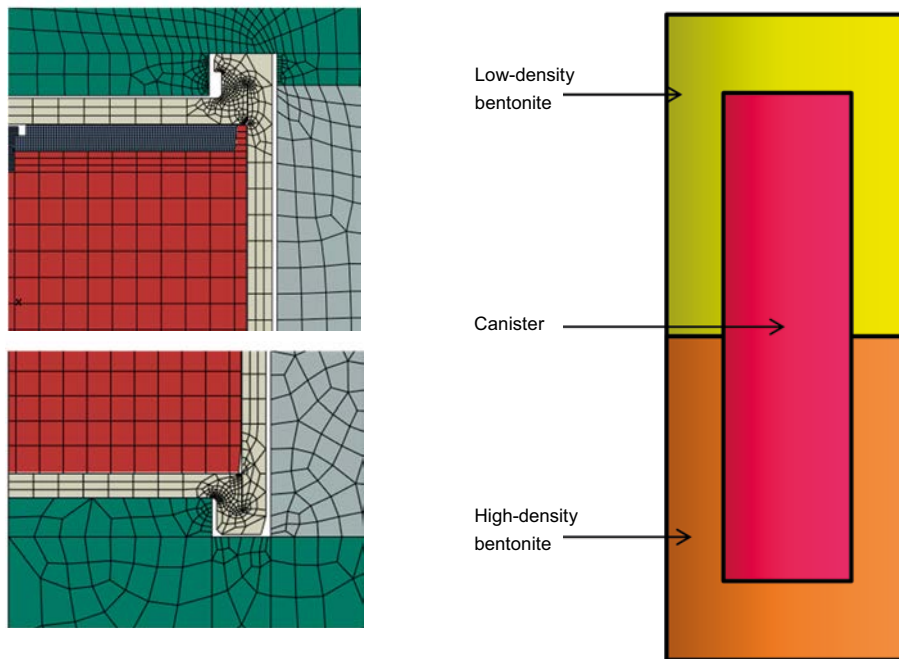 Low-density
bentonite
Canister
High-density
bentonite
x